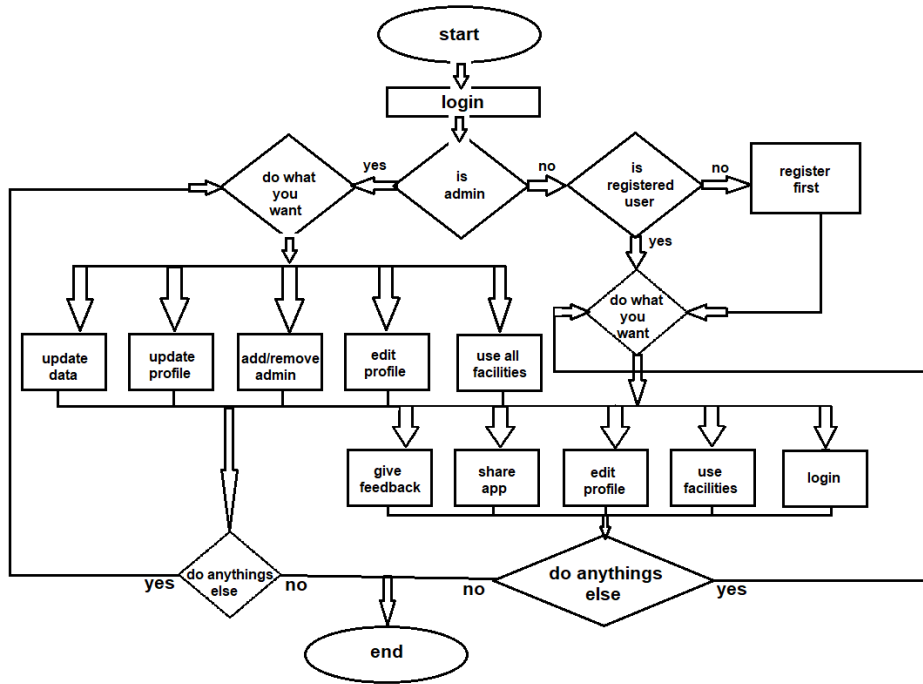 start
login
yes
is
admin
no
do what
you
want
is
registered
user
no
register
first
yes
do what
you
want
update
data
update
profile
add/remove
admin
edit
profile
use all
facilities
give
feedback
share
app
edit
profile
use
facilities
login
yes
do anythings
else
no
no
do anythings
else
yes
end